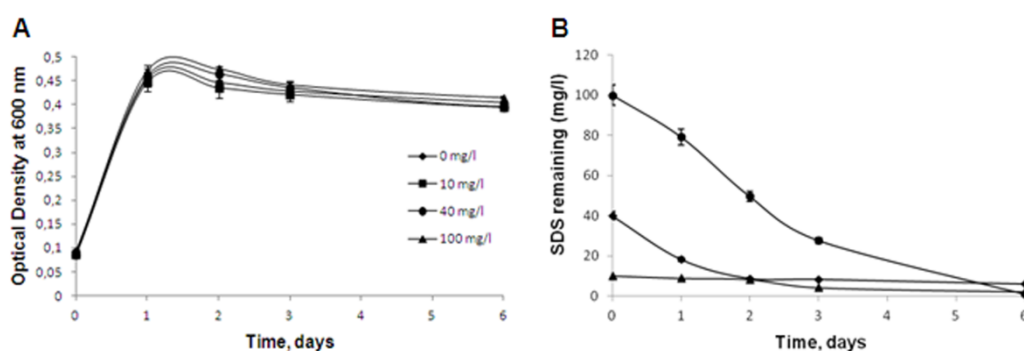 A
Optical Density at 600 nm
0,5
0,45
0,4
0,35
0,3
0,25
0,2
0,15
0,1
0,05
0
0 mg/l
10 mg/l
40 mg/l
100 mg/l
0 1 2 3 4 5 6
Time, days
B
SDS remaining (mg/l)
120
100
80
60
40
20
0
0 1 2 3 4 5 6
Time, days